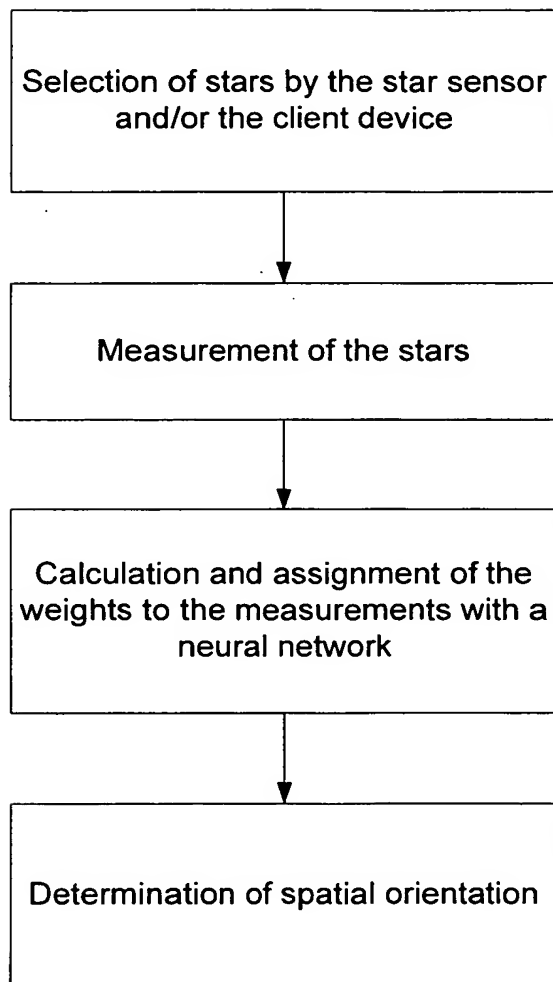 Selection of stars by the star sensor
and/or the client device
Measurement of the stars
Calculation and assignment of the
weights to the measurements with a
neural network
Determination of spatial orientation